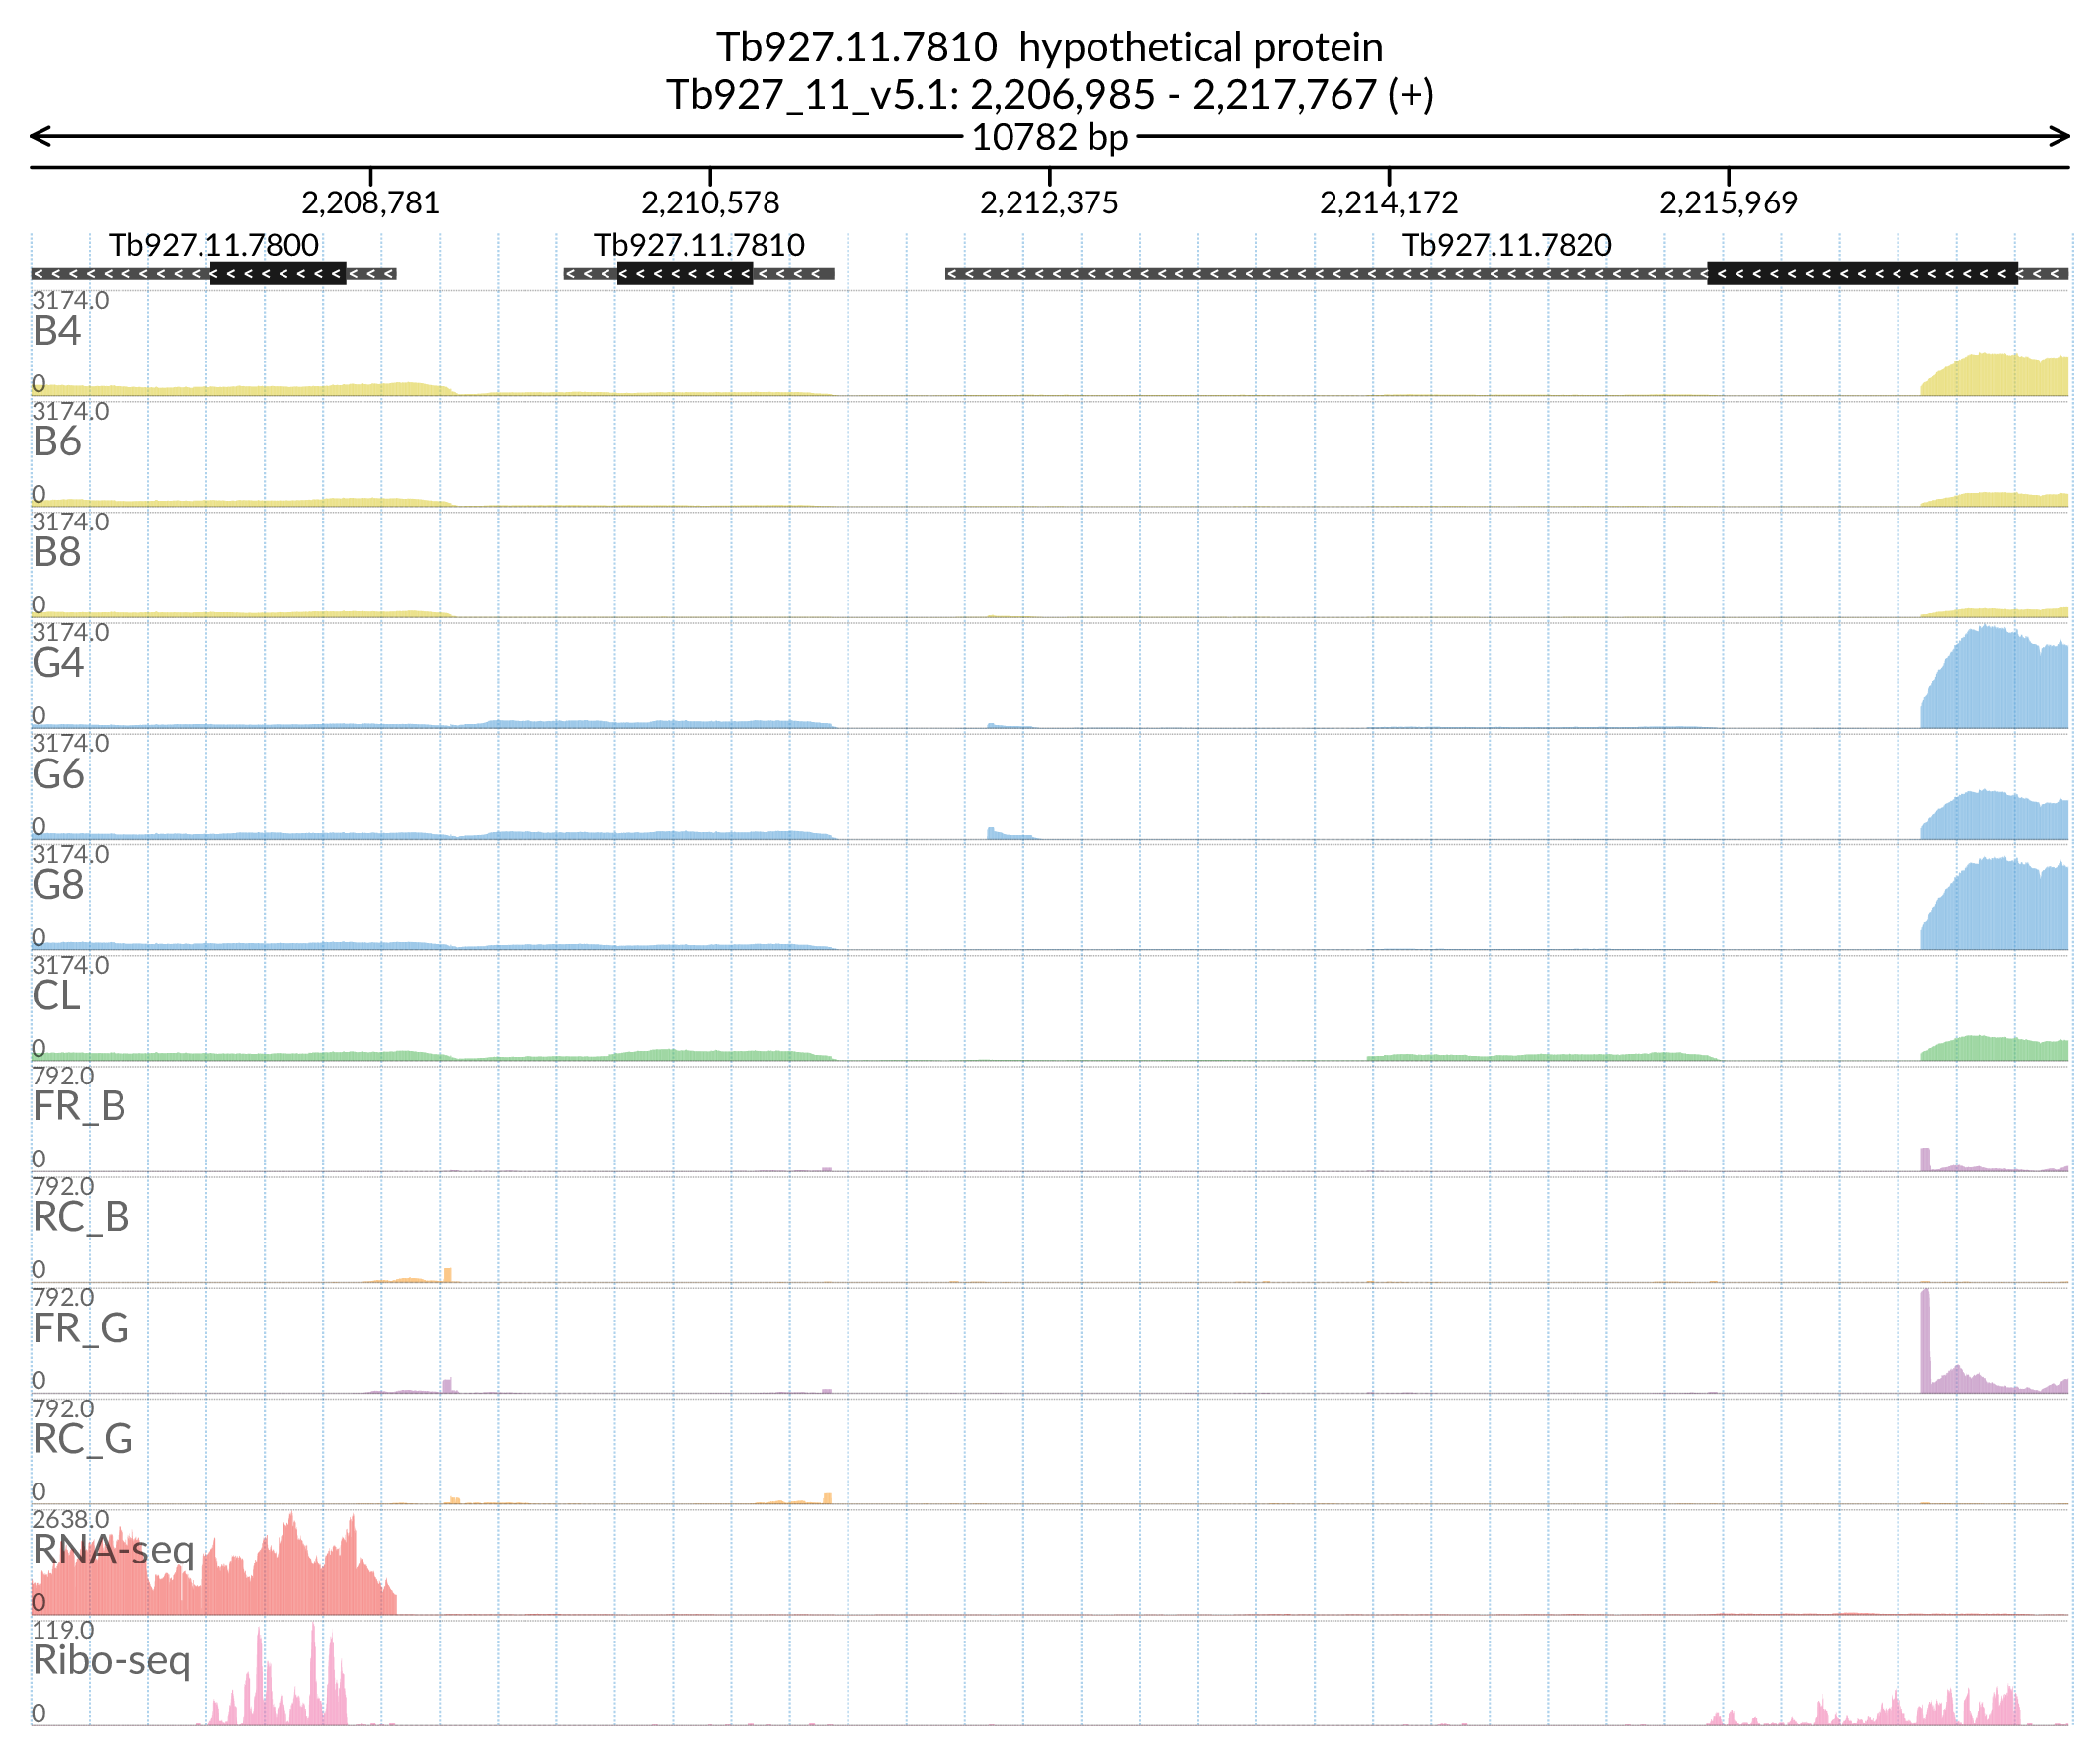 Tb927.11.7810 hypothetical protein
Tb927_11_v5.1: 2,206,985 - 2,217,767 (+)
10782 bp
2,208,781 2,210,578 2,212,375 2,214,172 2,215,969
Tb927.11.7800 Tb927.11.7810 Tb927.11.7820
3174.0
B4
0
3174.0
B6
0
3174.0
B8
0
3174.0
G4
0
3174.0
G6
0
3174.0
G8
0
3174.0
CL
0
792.0
FR_B
0
792.0
RC_B
0
792.0
FR_G
0
792.0
RC_G
0
2638.0
RNA-seq
0
119.0
Ribo-seq
0